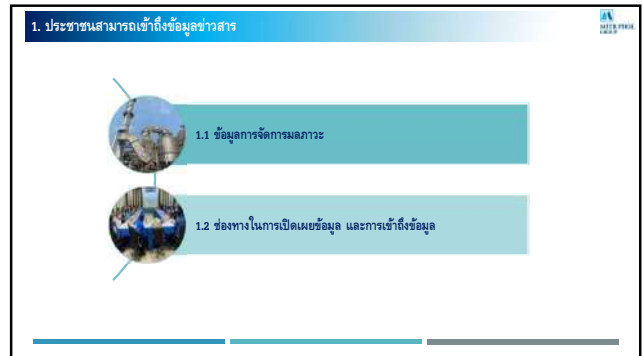 1. ประชาชนสามารถเข้าถึงข้อมูลข่าวสาร
MITR PHOL
GROUP
1.1 ข้อมูลการจัดการมลภาวะ
1.2 ช่องทางในการเปิดเผยข้อมูล และการเข้าถึงข้อมูล